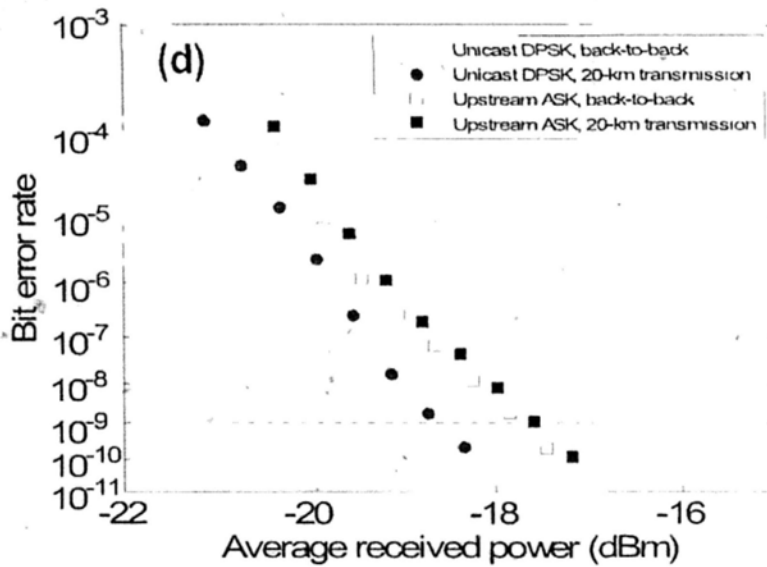 (d)
Unicast DPSK, back-to-back
Unicast DPSK, 20-km transmission
Upstream ASK, back-to-back
Upstream ASK, 20-km transmission
Bit error rate
10-3
10-4
10-5
10-6
10-7
10-8
10-9
10-10
10-11
-22
-20
-18
-16
Average received power (dBm)